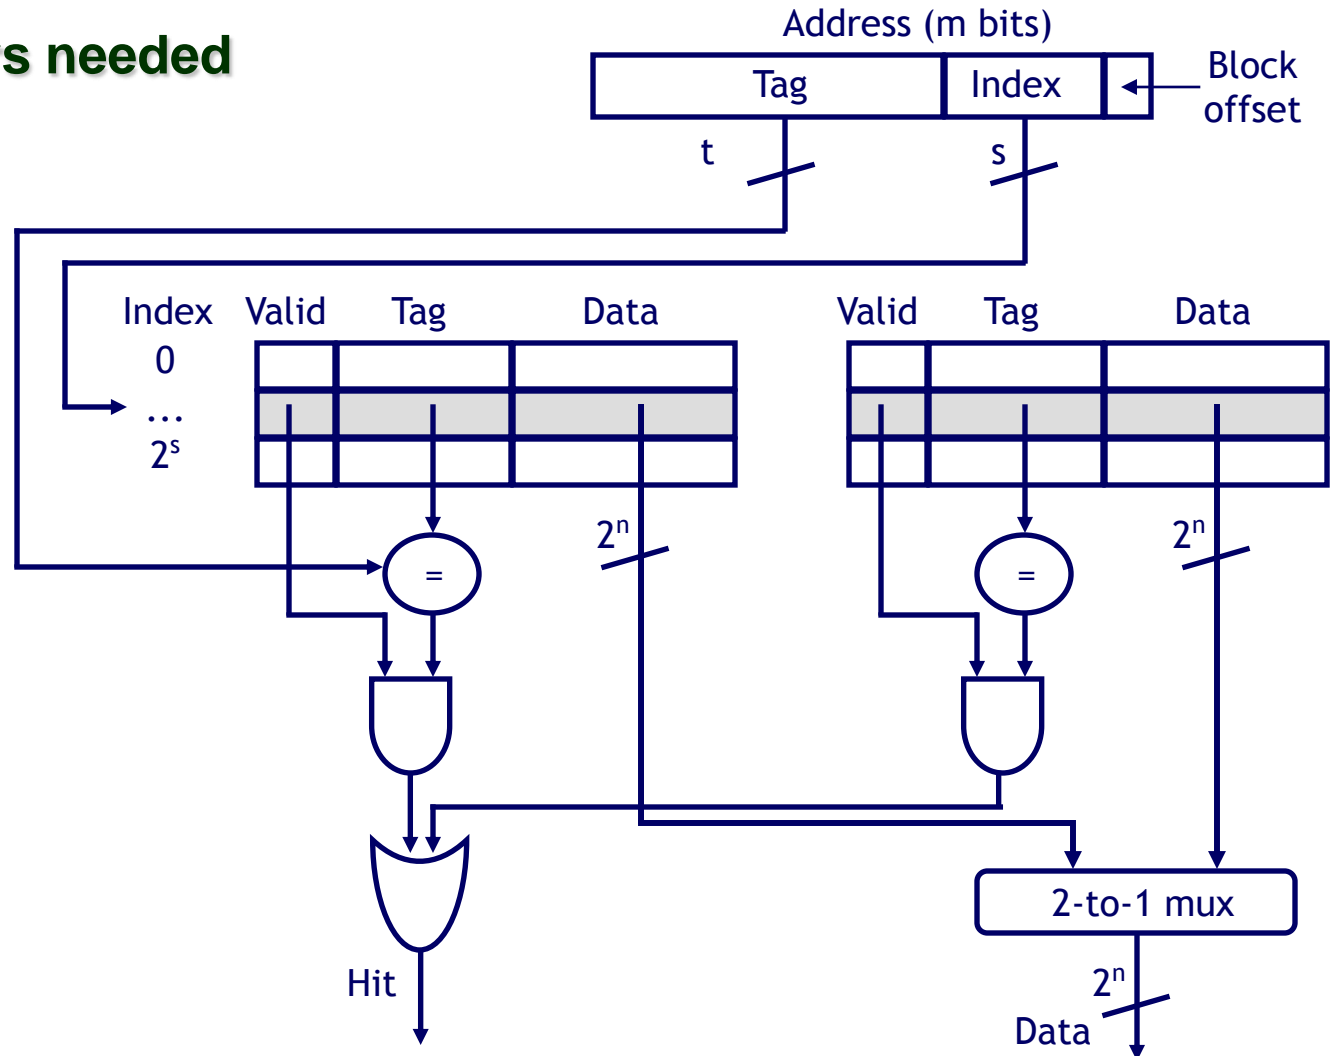 s needed
Address (m bits)
Tag Index Block
offset
t s
Index Valid Tag Data Valid Tag Data
0
...
2ˢ
2ⁿ 2ⁿ
= =
2-to-1 mux
Hit 2ⁿ
Data